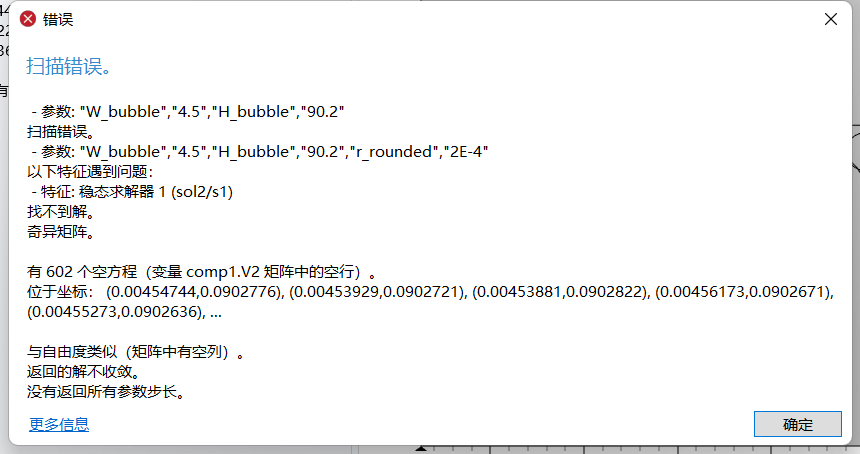 错误
扫描错误。
- 参数: "W_bubble","4.5","H_bubble","90.2"
扫描错误。
- 参数: "W_bubble","4.5","H_bubble","90.2","r_rounded","2E-4"
以下特征遇到问题：
- 特征: 稳态求解器 1 (sol2/s1)
找不到解。
奇异矩阵。
有 602 个空方程（变量 comp1.V2 矩阵中的空行）。
位于坐标： (0.00454744,0.0902776), (0.00453929,0.0902721), (0.00453881,0.0902822), (0.00456173,0.0902671),
(0.00455273,0.0902636), ...
与自由度类似（矩阵中有空列）。
返回的解不收敛。
没有返回所有参数步长。
更多信息
确定